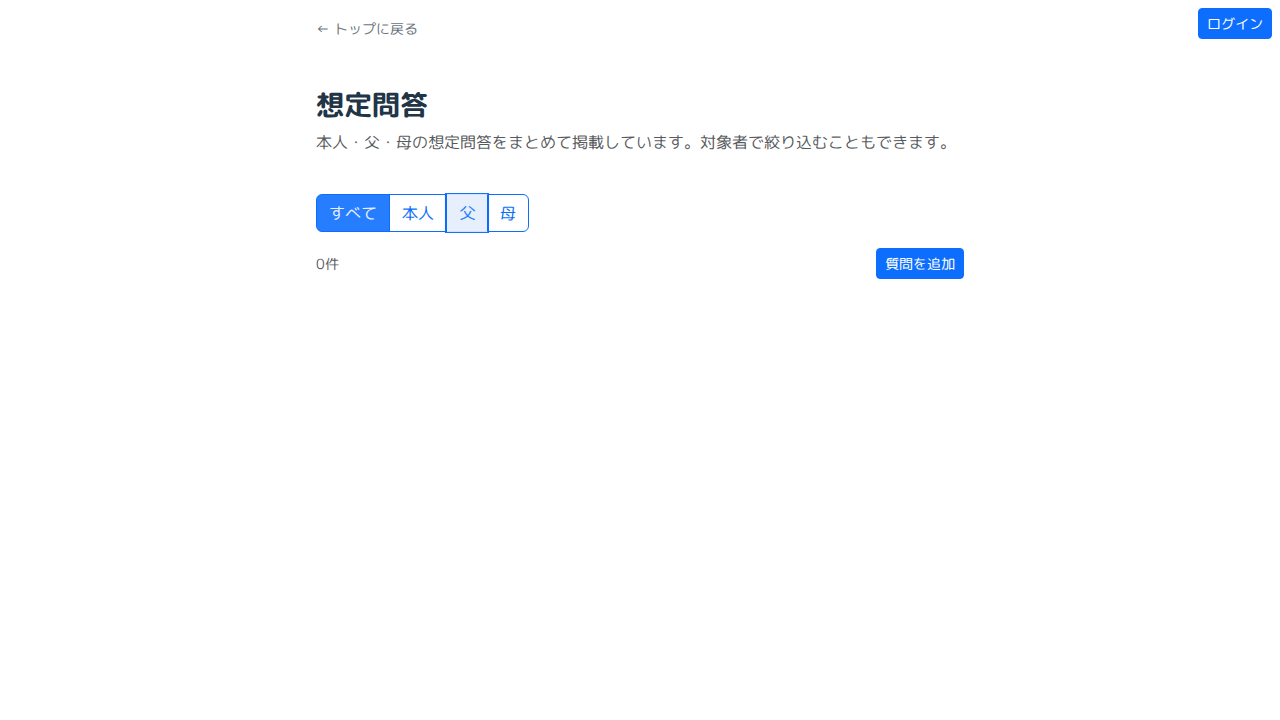 ← トップに戻る
ログイン
想定問答
本人・父・母の想定問答をまとめて掲載しています。対象者で絞り込むこともできます。
すべて 本人 父 母
0件
質問を追加